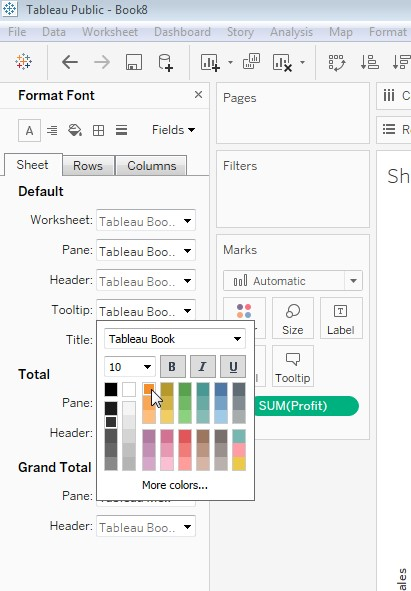 Tableau Public - Book8
File Data Worksheet Dashboard Story Analysis Map Format
Format Font
Fields
Sheet Rows Columns
Default
Worksheet: Tableau Boo..
Pane: Tableau Boo..
Header: Tableau Boo..
Tooltip: Tableau Boo..
Title:
Total
Pane:
Header:
Grand Total
Pane:
Header: Tableau Boo..
Tableau Book
10 B I U
More colors...
Pages
Filters
Marks
Automatic
Size Label
Tooltip
SUM(Profit)
C
R
Sh
ales